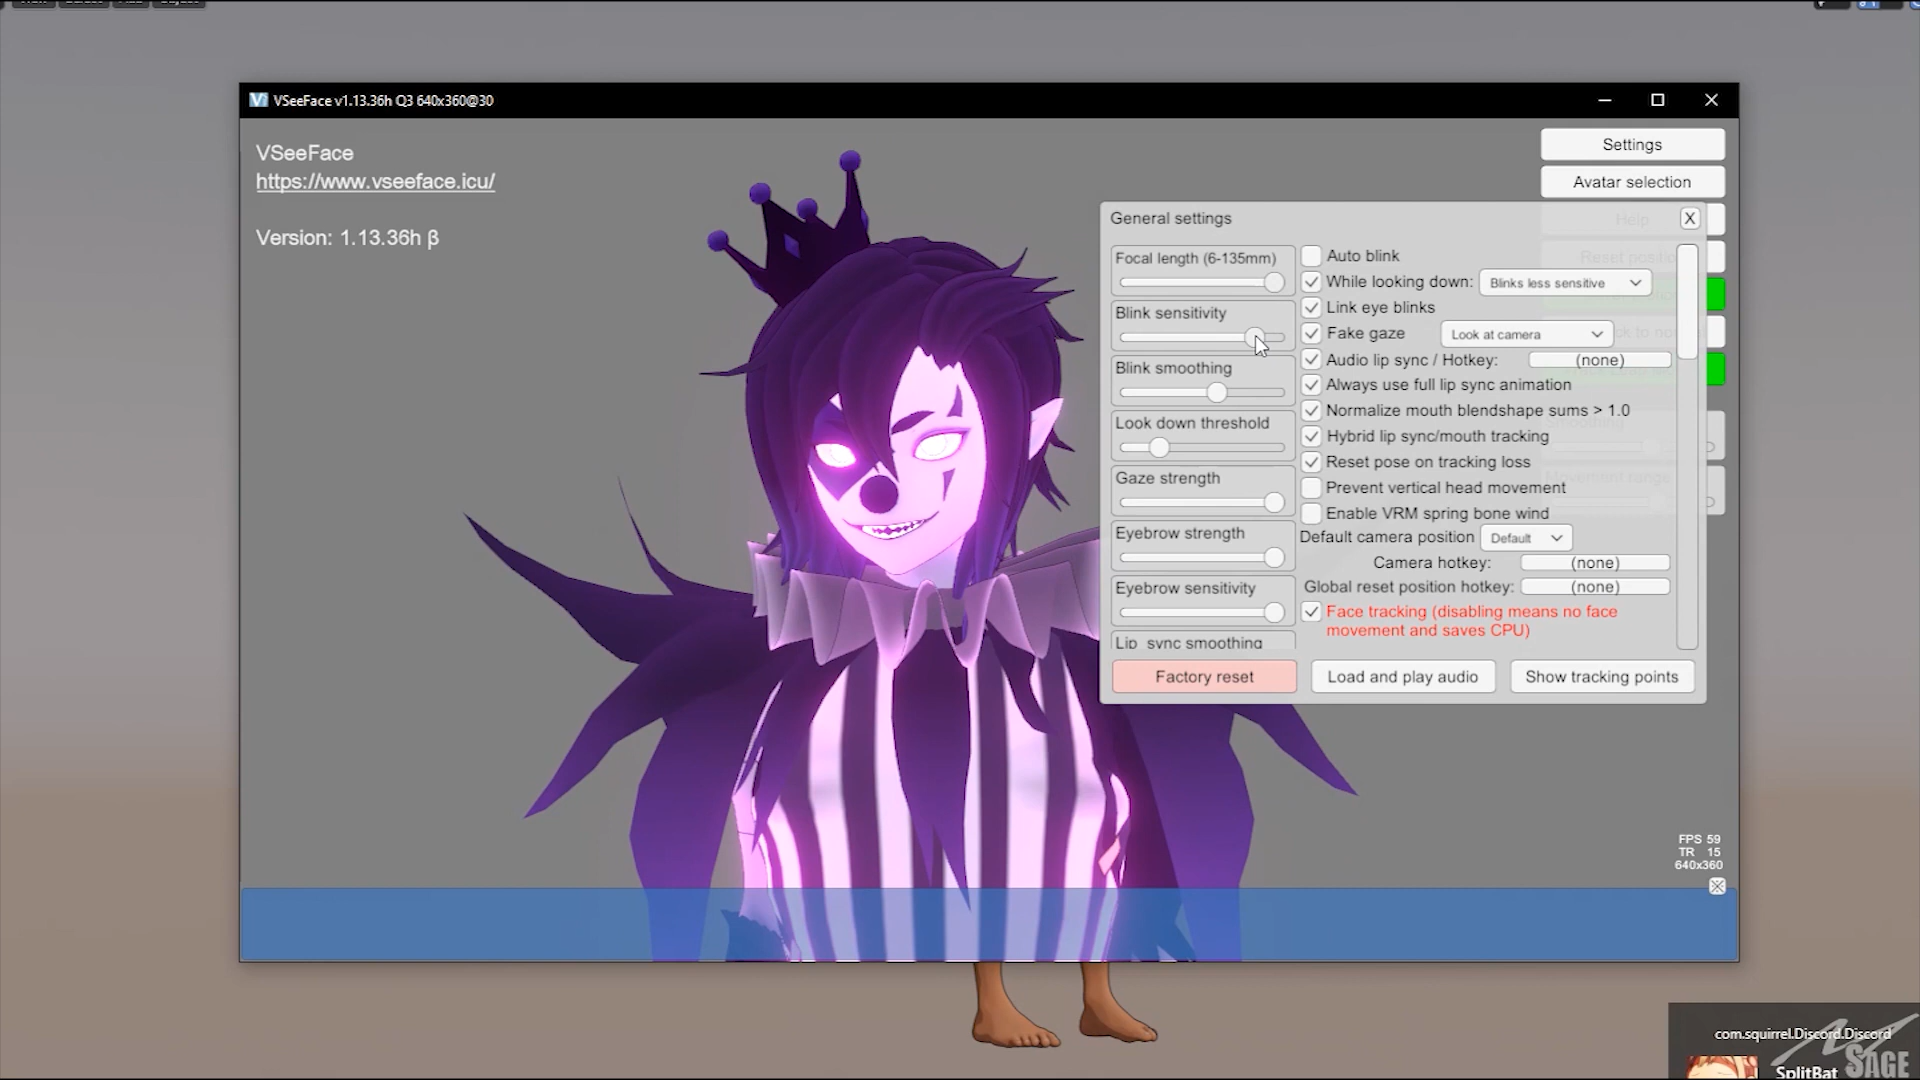 VSeeFace v1.13.36h Q3 640x360@30
VSeeFace
https://www.vseeface.icu/
Version: 1.13.36h β
Settings
Avatar selection
Help
General settings
X
Focal length (6-135mm)
Blink sensitivity
Blink smoothing
Look down threshold
Gaze strength
Eyebrow strength
Eyebrow sensitivity
Lip sync smoothing
Auto blink
While looking down: Blinks less sensitive
Link eye blinks
Fake gaze Look at camera
Audio lip sync / Hotkey: (none)
Always use full lip sync animation
Normalize mouth blendshape sums > 1.0
Hybrid lip sync/mouth tracking
Reset pose on tracking loss
Prevent vertical head movement
Enable VRM spring bone wind
Default camera position Default
Camera hotkey: (none)
Global reset position hotkey: (none)
Face tracking (disabling means no face
movement and saves CPU)
Factory reset
Load and play audio
Show tracking points
FPS 59
TR 15
640x360
com.squirrel.Discord.Discord
SplitBat
SAGE